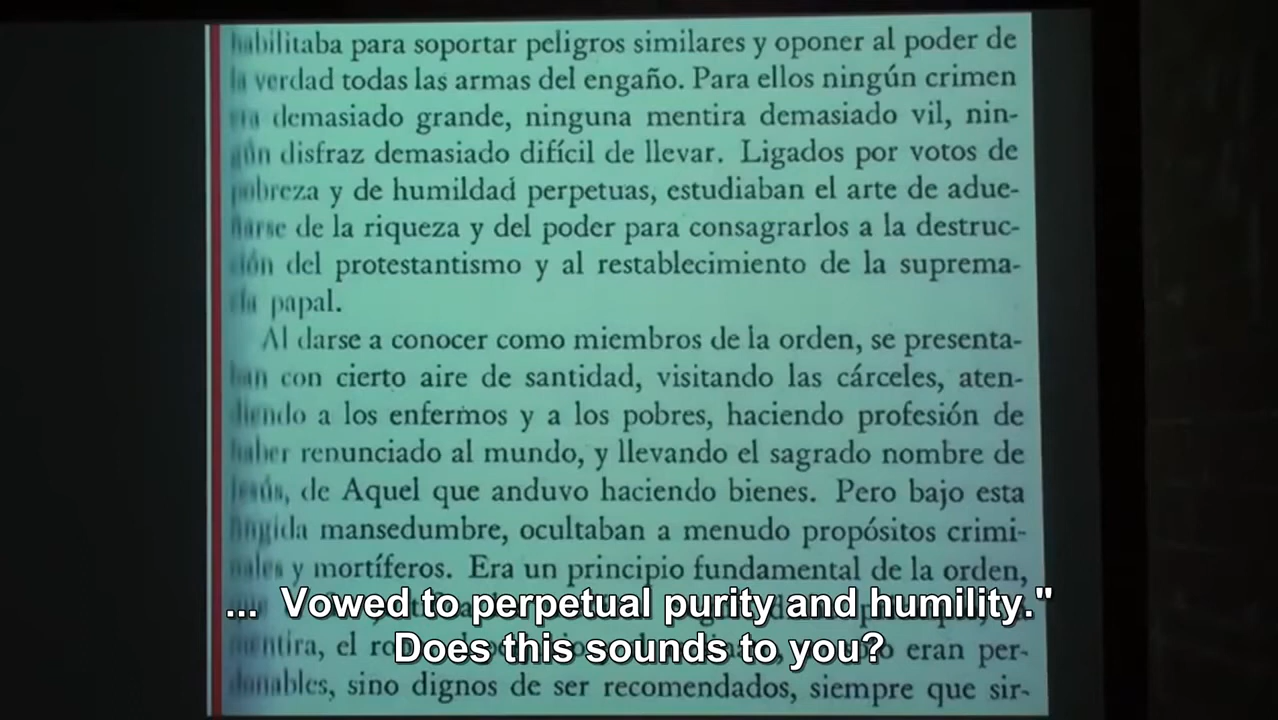 habilitaba para soportar peligros similares y oponer al poder de
la verdad todas las armas del engaño. Para ellos ningún crimen
era demasiado grande, ninguna mentira demasiado vil, nin-
gún disfraz demasiado difícil de llevar. Ligados por votos de
pobreza y de humildad perpetuas, estudiaban el arte de adue-
ñarse de la riqueza y del poder para consagrarlos a la destruc-
ción del protestantismo y al restablecimiento de la suprema-
cía papal.
Al darse a conocer como miembros de la orden, se presenta-
ban con cierto aire de santidad, visitando las cárceles, aten-
diendo a los enfermos y a los pobres, haciendo profesión de
haber renunciado al mundo, y llevando el sagrado nombre de
Jesús, de Aquel que anduvo haciendo bienes. Pero bajo esta
fingida mansedumbre, ocultaban a menudo propósitos crimi-
nales y mortíferos. Era un principio fundamental de la orden,
... Vowed to perpetual purity and humility."
mentira, el eran per-
Does this sounds to you?
donables, sino dignos de ser recomendados, siempre que sir-